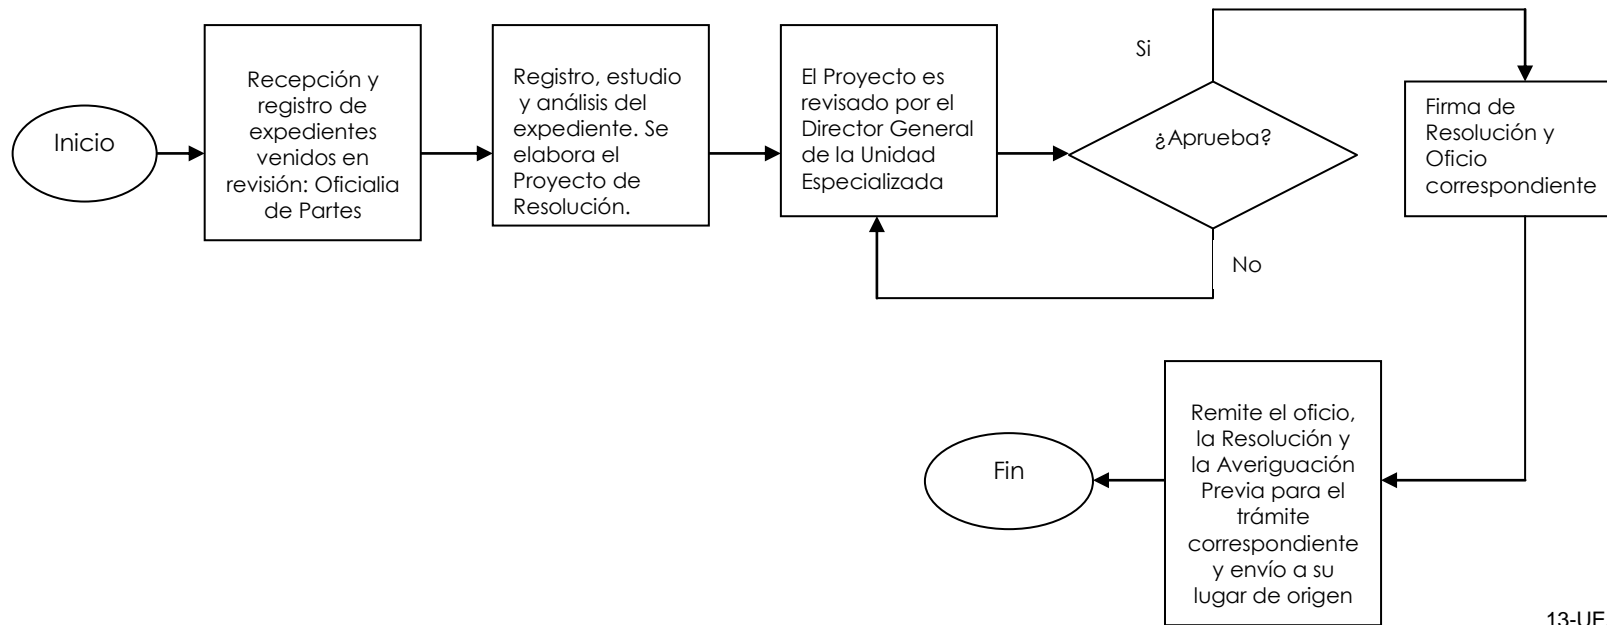 Inicio
Recepción y
registro de
expedientes
venidos en
revisión: Oficialia
de Partes
Registro, estudio
y análisis del
expediente. Se
elabora el
Proyecto de
Resolución.
El Proyecto es
revisado por el
Director General
de la Unidad
Especializada
¿Aprueba?
Si
No
Firma de
Resolución y
Oficio
correspondiente
Remite el oficio,
la Resolución y
la Averiguación
Previa para el
trámite
correspondiente
y envío a su
lugar de origen
Fin
13-UE